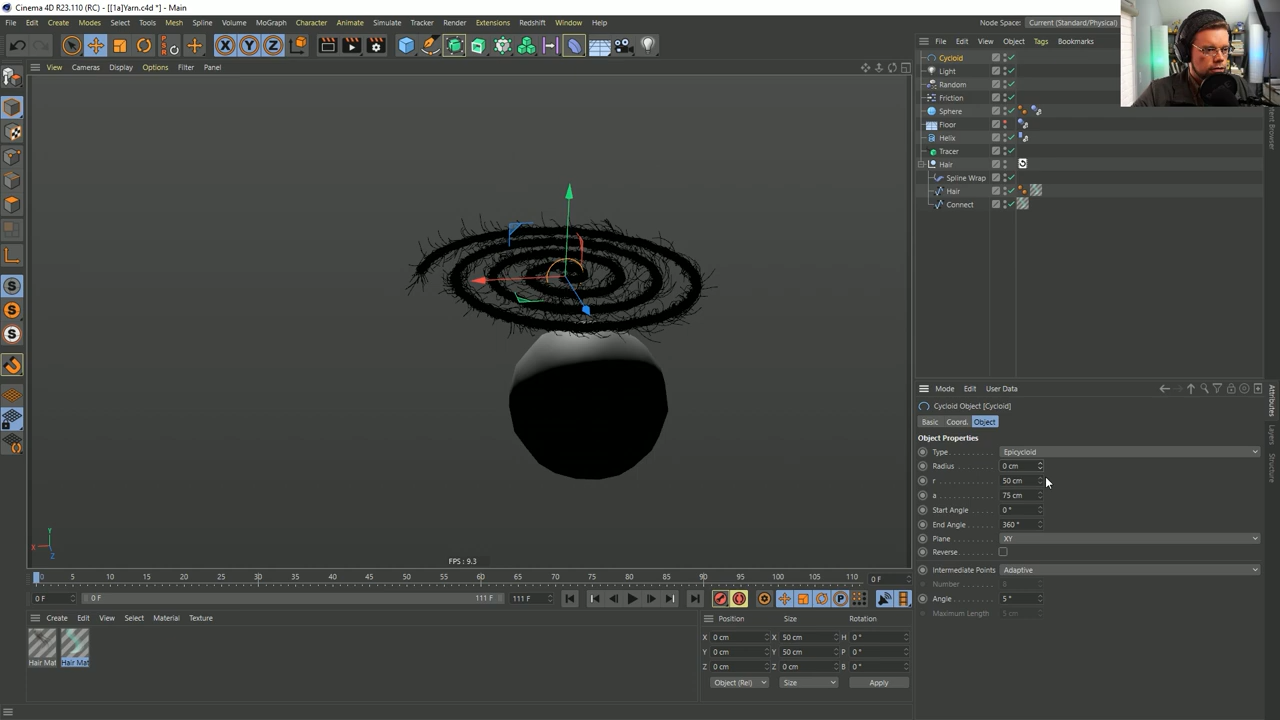 Cinema 4D R23.110 (RC) - [[1a]Yarn.c4d *] - Main
File Edit Create Modes Select Tools Mesh Spline Volume MoGraph Character Animate Simulate Tracker Render Extensions Redshift Window Help
Node Space: Current (Standard/Physical)
View Cameras Display Options Filter Panel
File Edit View Object Tags Bookmarks
Cycloid
Light
Random
Friction
Sphere
Floor
Helix
Tracer
Hair
Spline Wrap
Hair
Connect
Mode Edit User Data
Cycloid Object [Cycloid]
Basic Coord. Object
Object Properties
Type Epicycloid
Radius 0 cm
r 50 cm
a 75 cm
Start Angle 0 °
End Angle 360 °
Plane XY
Reverse
Intermediate Points Adaptive
Number 8
Angle 5 °
Maximum Length 5 cm
Attributes
Layers
Structure
X Y Z
S
S
S
P
Y
X Z
FPS : 9.3
0 5 10 15 20 25 30 35 40 45 50 55 60 65 70 75 80 85 90 95 100 105 110 0 F
0 F 0 F 111 F 111 F
Create Edit View Select Material Texture
Hair Mat Hair Mat
Position Size Rotation
X 0 cm X 50 cm H 0 °
Y 0 cm Y 50 cm P 0 °
Z 0 cm Z 0 cm B 0 °
Object (Rel) Size Apply